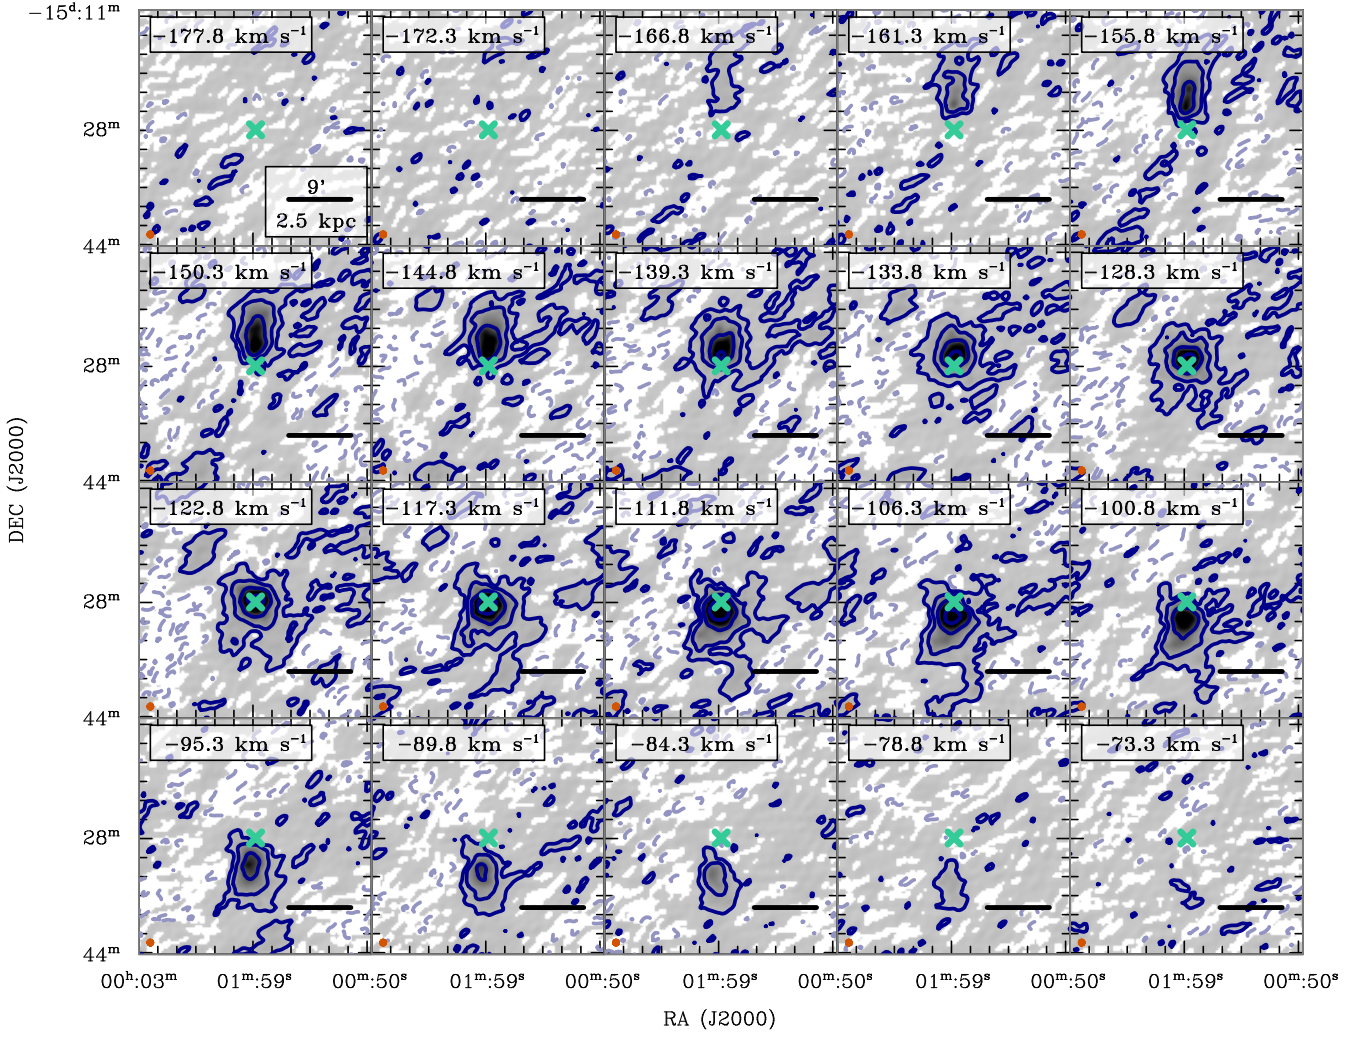 −15ᵈ:11ᵐ
−177.8 km s⁻¹
−172.3 km s⁻¹
−166.8 km s⁻¹
−161.3 km s⁻¹
−155.8 km s⁻¹
28ᵐ
9'
2.5 kpc
44ᵐ
−150.3 km s⁻¹
−144.8 km s⁻¹
−139.3 km s⁻¹
−133.8 km s⁻¹
−128.3 km s⁻¹
28ᵐ
44ᵐ
−122.8 km s⁻¹
−117.3 km s⁻¹
−111.8 km s⁻¹
−106.3 km s⁻¹
−100.8 km s⁻¹
28ᵐ
44ᵐ
−95.3 km s⁻¹
−89.8 km s⁻¹
−84.3 km s⁻¹
−78.8 km s⁻¹
−73.3 km s⁻¹
28ᵐ
44ᵐ
DEC (J2000)
00ʰ:03ᵐ 01ᵐ:59ˢ 00ᵐ:50ˢ 01ᵐ:59ˢ 00ᵐ:50ˢ 01ᵐ:59ˢ 00ᵐ:50ˢ 01ᵐ:59ˢ 00ᵐ:50ˢ 01ᵐ:59ˢ 00ᵐ:50ˢ
RA (J2000)